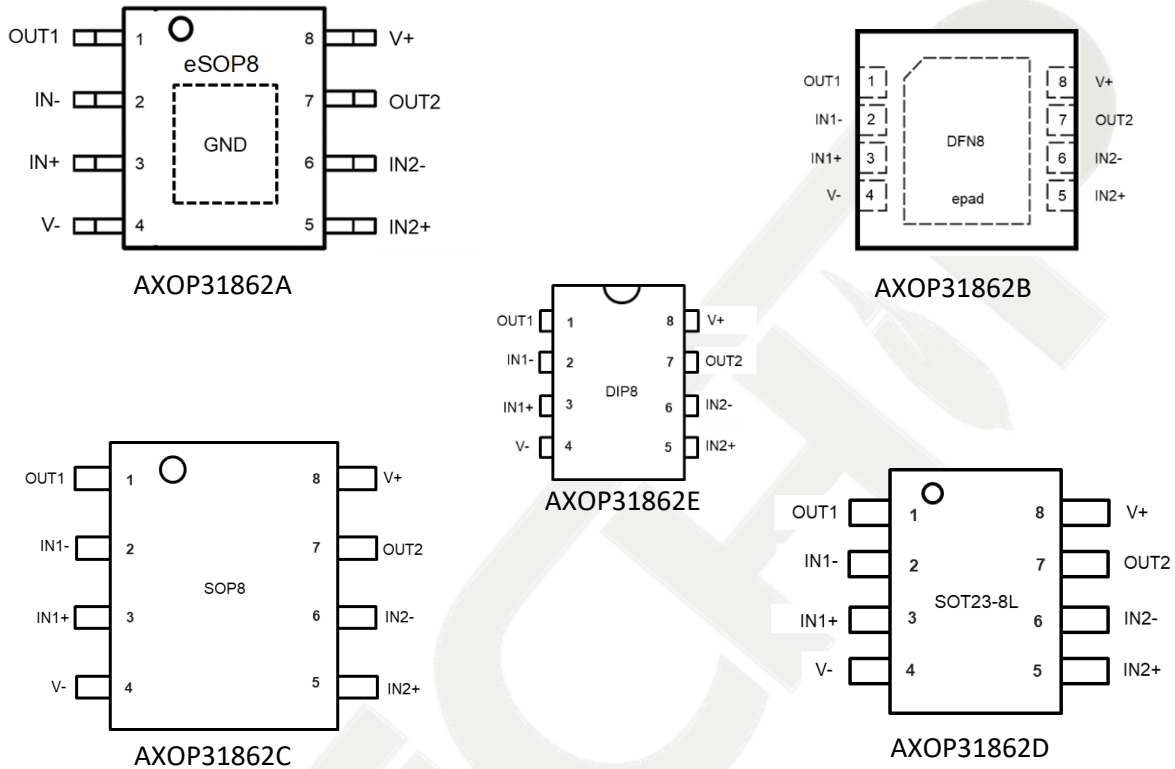 OUT1 1 8 V+
eSOP8
IN- 2 7 OUT2
GND
IN+ 3 6 IN2-
V- 4 5 IN2+
AXOP31862A
OUT1 1 8 V+
IN1- 2 7 OUT2
DFN8
IN1+ 3 6 IN2-
V- 4 epad 5 IN2+
AXOP31862B
OUT1 1 8 V+
IN1- 2 7 OUT2
DIP8
IN1+ 3 6 IN2-
V- 4 5 IN2+
AXOP31862E
OUT1 1 8 V+
IN1- 2 7 OUT2
SOP8
IN1+ 3 6 IN2-
V- 4 5 IN2+
AXOP31862C
OUT1 1 8 V+
IN1- 2 7 OUT2
SOT23-8L
IN1+ 3 6 IN2-
V- 4 5 IN2+
AXOP31862D